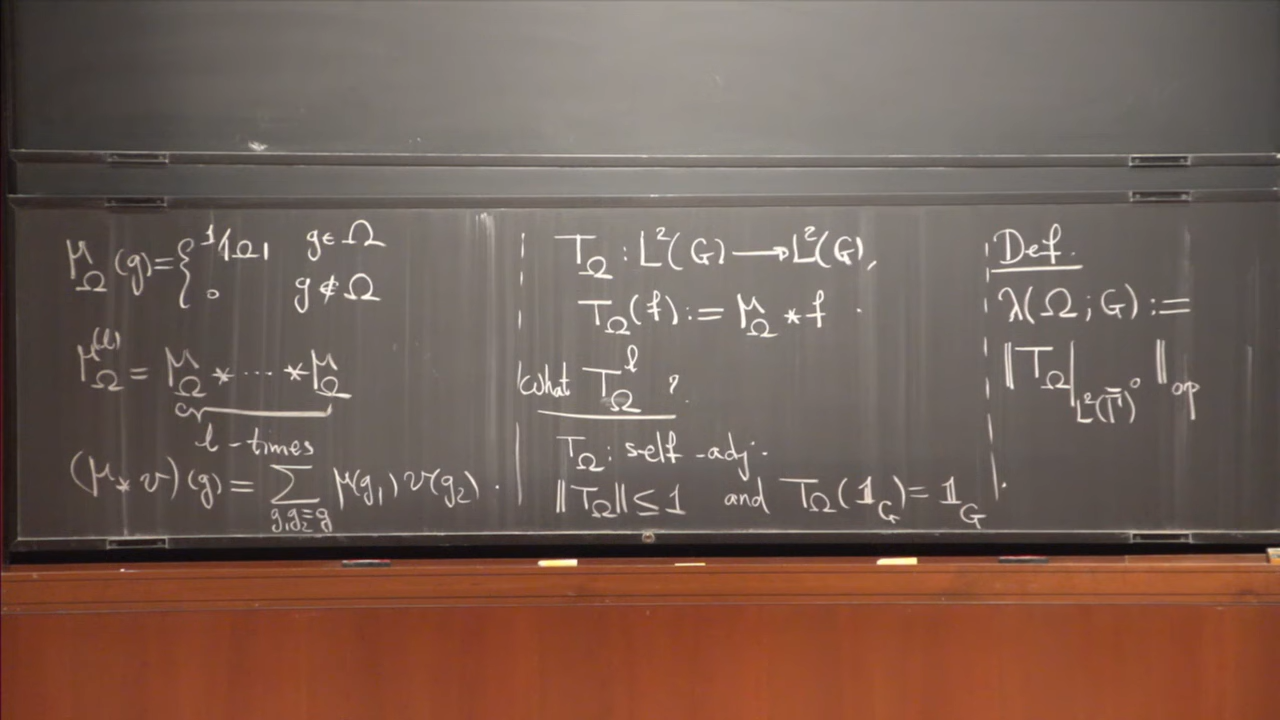 μ_Ω(g)={ 1/|Ω| g∈Ω
0 g∉Ω
μ_Ω^(l) = μ_Ω * ⋯ * μ_Ω
l-times
(μ * ν)(g) = ∑_{g₁g₂=g} μ(g₁) ν(g₂).
T_Ω : L²(G) ⟶ L²(G),
T_Ω(f) := μ_Ω * f.
What T_Ω^l ?
T_Ω : self-adj.
‖T_Ω‖ ≤ 1 and T_Ω(𝟙_G) = 𝟙_G.
Def.
λ(Ω; G) :=
‖T_Ω|_{L²(Γ̄)°}‖_op